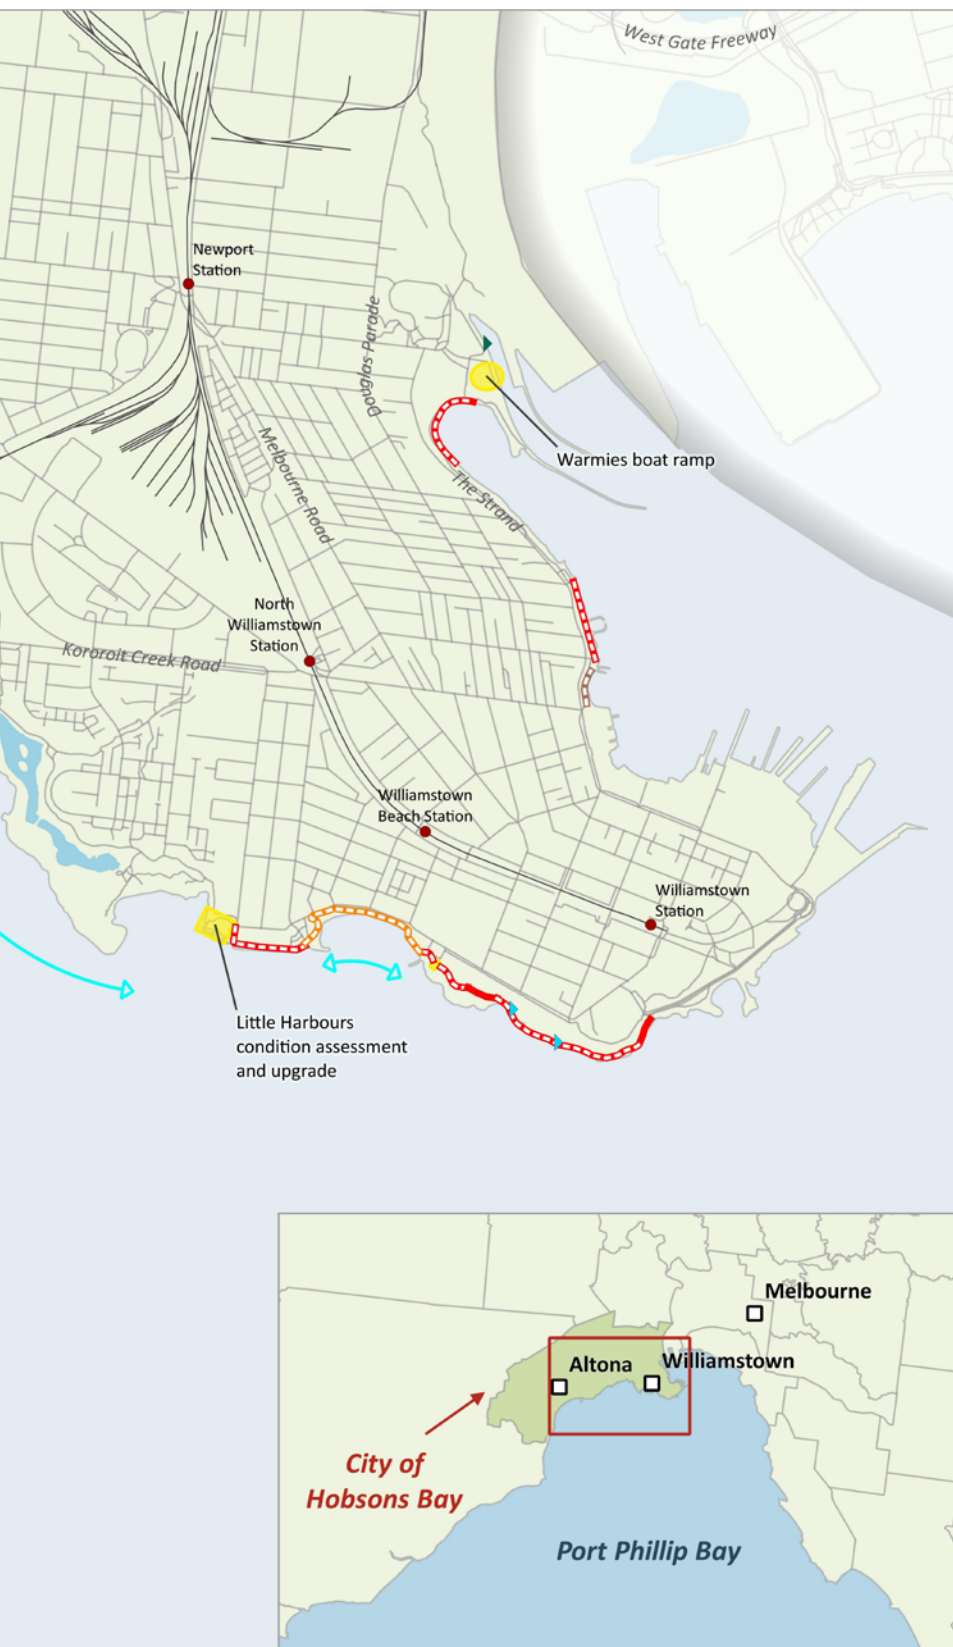 West Gate Freeway
Newport
Station
Douglas Parade
Melbourne Road
Warmies boat ramp
The Strand
North
Williamstown
Station
Kororoit Creek Road
Williamstown
Beach Station
Williamstown
Station
Little Harbours
condition assessment
and upgrade
Melbourne
Altona
Williamstown
City of
Hobsons Bay
Port Phillip Bay